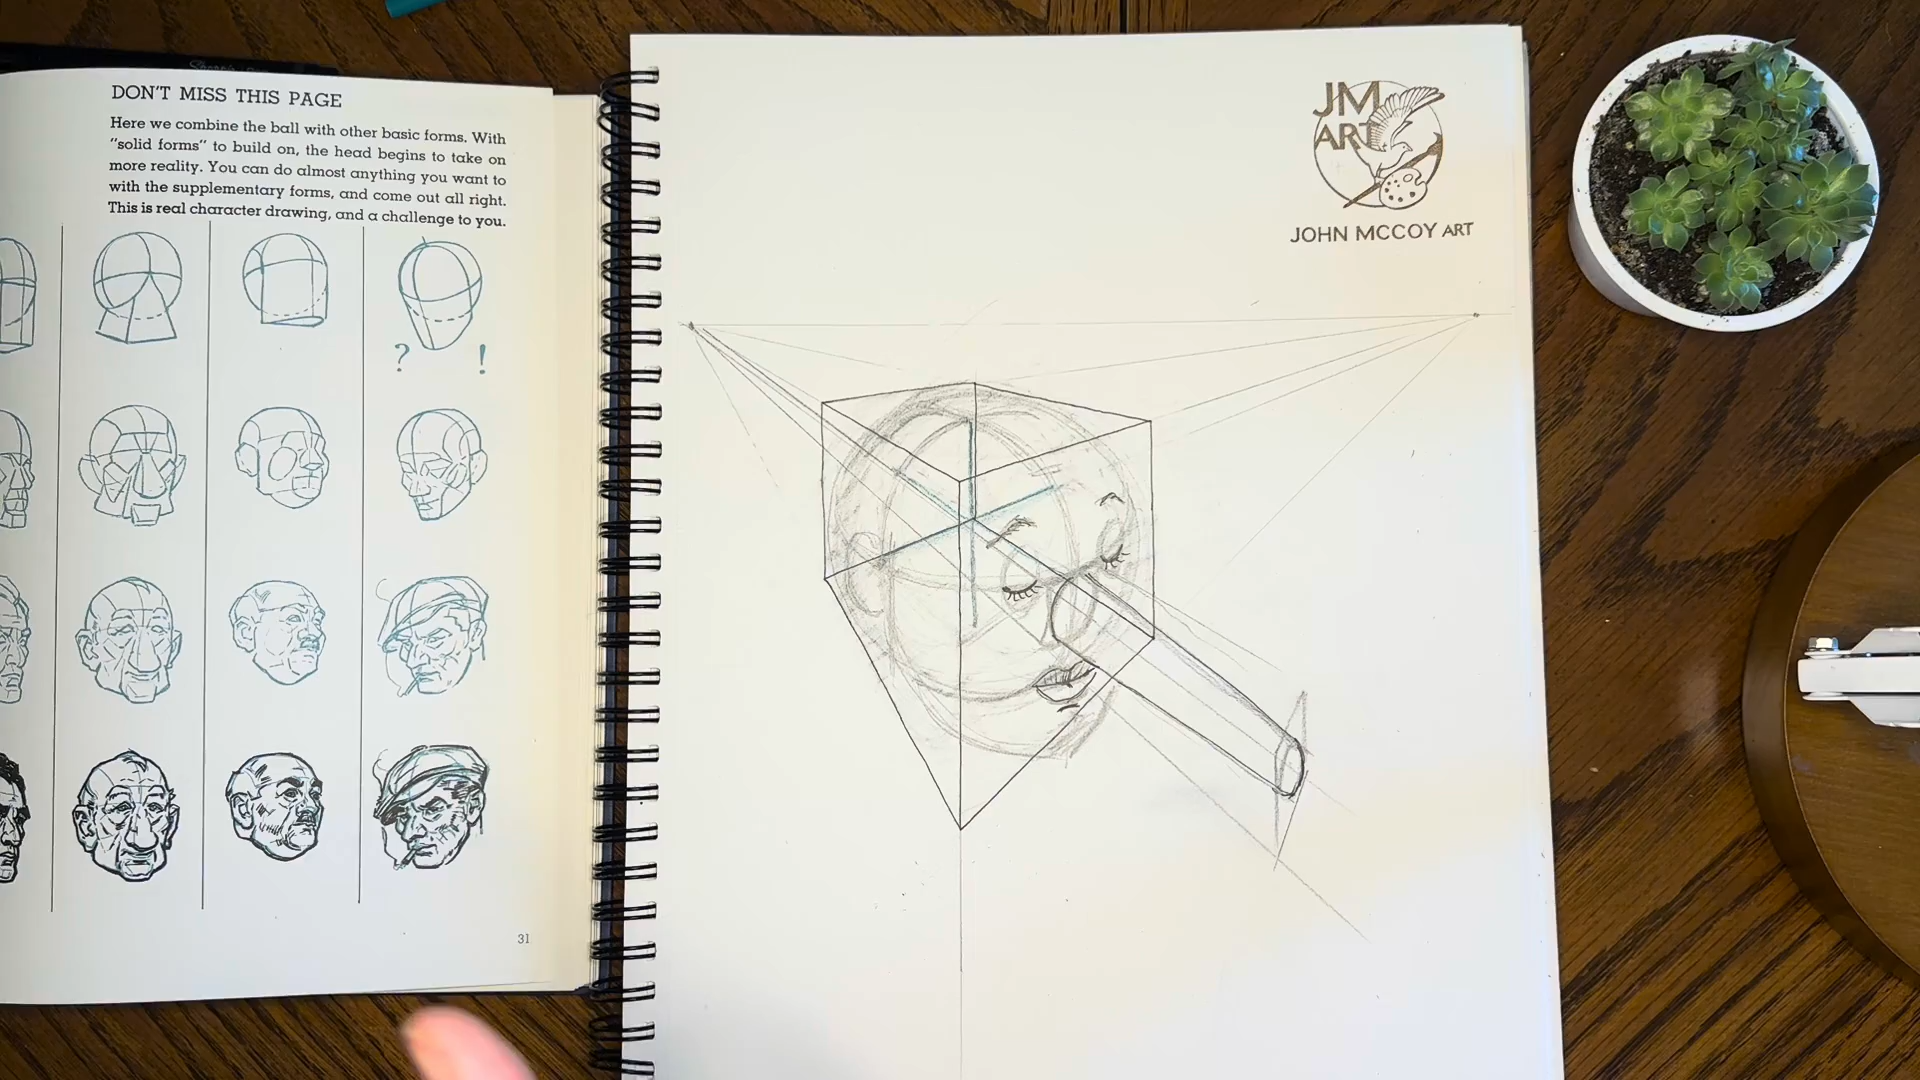 DON'T MISS THIS PAGE
Here we combine the ball with other basic forms. With
"solid forms" to build on, the head begins to take on
more reality. You can do almost anything you want to
with the supplementary forms, and come out all right.
This is real character drawing, and a challenge to you.
? !
31
JM
ART
JOHN MCCOY ART